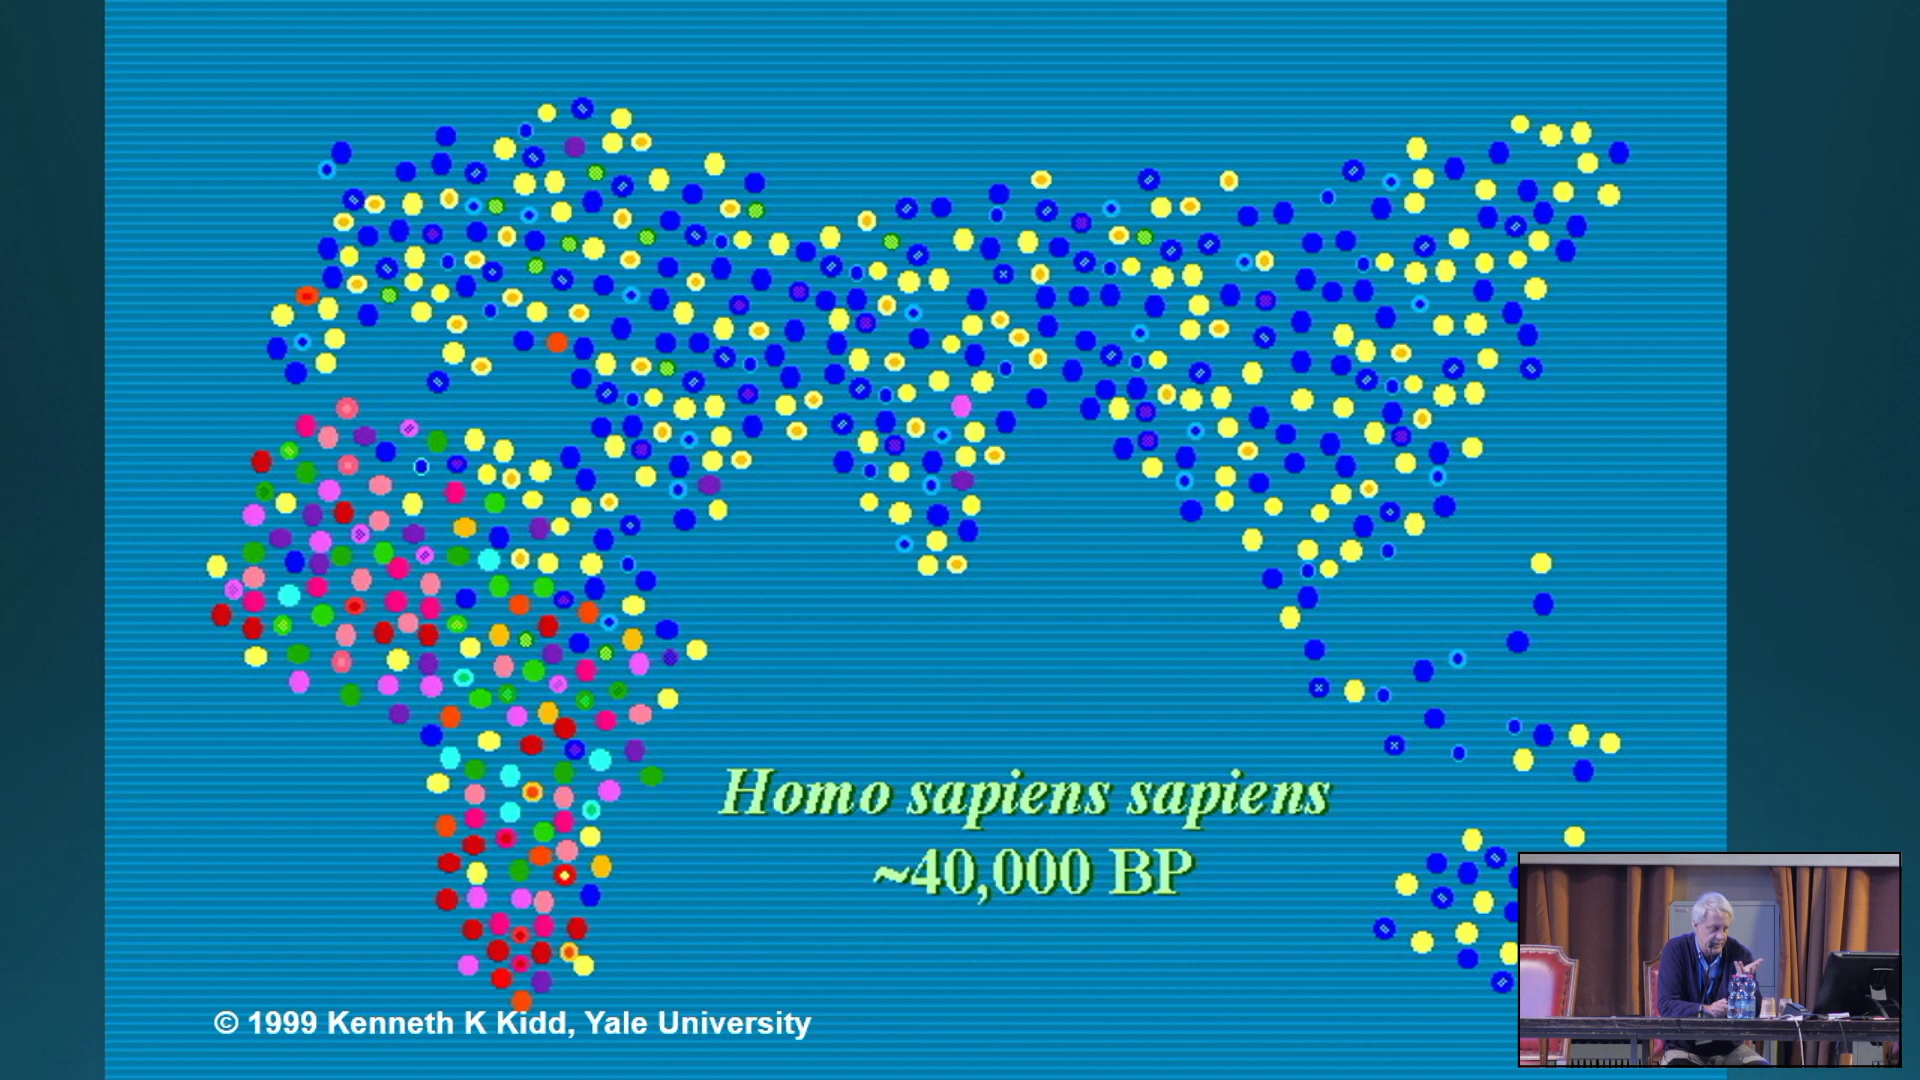 Homo sapiens sapiens
~40,000 BP
© 1999 Kenneth K Kidd, Yale University